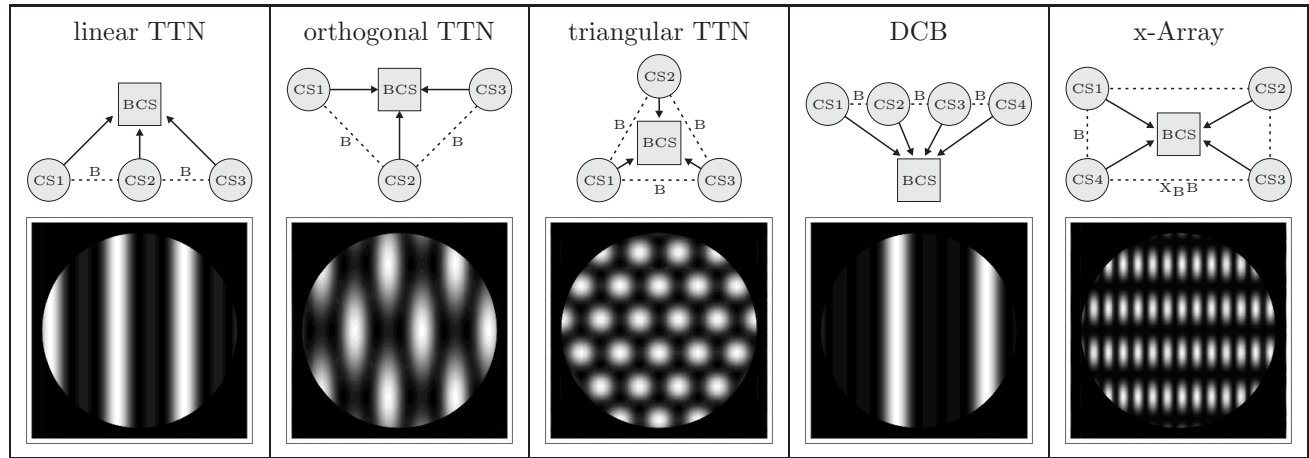 linear TTN
BCS
B B
CS1 CS2 CS3
orthogonal TTN
CS1 BCS CS3
B B
CS2
triangular TTN
CS2
B B
BCS
CS1 CS3
B
DCB
B B B
CS1 CS2 CS3 CS4
BCS
x-Array
CS1 CS2
B BCS
CS4 CS3
X_B B